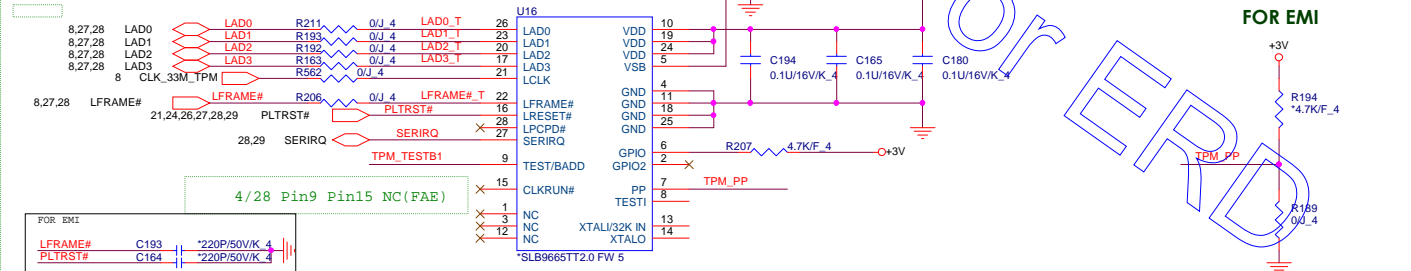 U16
FOR EMI
8,27,28 LAD0 LAD0 R211 0/J_4 LAD0_T 26 LAD0 VDD 10
8,27,28 LAD1 LAD1 R193 0/J_4 LAD1_T 23 LAD1 VDD 19
8,27,28 LAD2 LAD2 R192 0/J_4 LAD2_T 20 LAD2 VDD 24
8,27,28 LAD3 LAD3 R163 0/J_4 LAD3_T 17 LAD3 VSB 5
8 CLK_33M_TPM R562 0/J_4 21 LCLK
C194 0.1U/16V/K_4
C165 0.1U/16V/K_4
C180 0.1U/16V/K_4
GND 4
8,27,28 LFRAME# LFRAME# R206 0/J_4 LFRAME#_T 22 LFRAME# GND 11
21,24,26,27,28,29 PLTRST# PLTRST# 16 LRESET# GND 18
28 LPCPD# GND 25
28,29 SERIRQ SERIRQ 27 SERIRQ
GPIO 6 R207 4.7K/F_4 +3V
TPM_TESTB1 9 TEST/BADD GPIO2 2
15 CLKRUN# PP 7 TPM_PP
TESTI 8
4/28 Pin9 Pin15 NC(FAE)
1 NC
3 NC XTALI/32K IN 13
12 NC XTALO 14
*SLB9665TT2.0 FW 5
FOR EMI
LFRAME# C193 *220P/50V/K_4
PLTRST# C164 *220P/50V/K_4
+3V
R194
*4.7K/F_4
TPM_PP
R189
0/J_4
or ERD